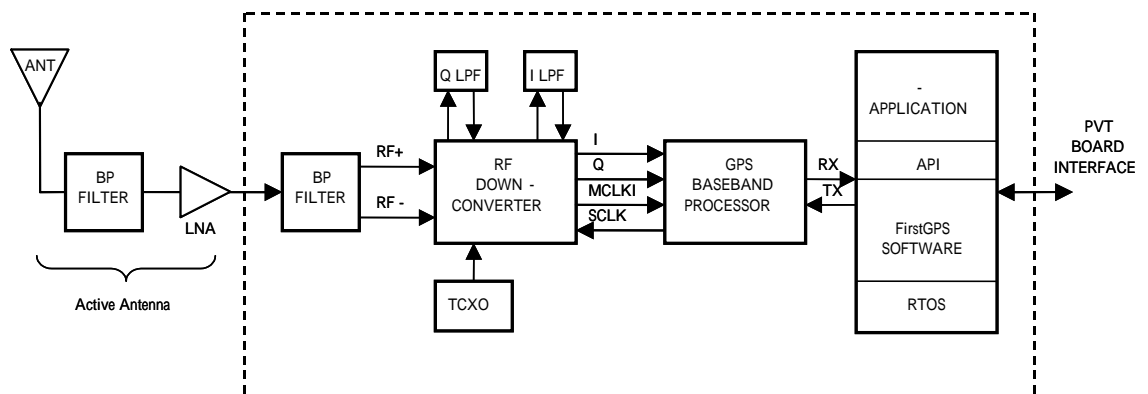 ANT
BP
FILTER
LNA
Active Antenna
BP
FILTER
RF+
RF -
Q LPF
I LPF
RF
DOWN -
CONVERTER
TCXO
I
Q
MCLKI
SCLK
GPS
BASEBAND
PROCESSOR
RX
TX
-
APPLICATION
API
FirstGPS
SOFTWARE
RTOS
PVT
BOARD
INTERFACE